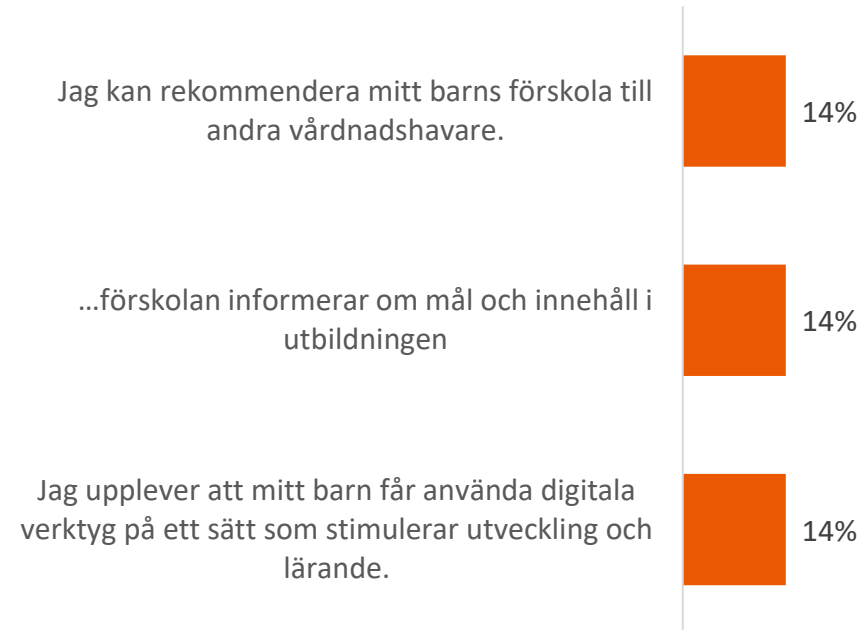 Jag kan rekommendera mitt barns förskola till
andra vårdnadshavare.
14%
...förskolan informerar om mål och innehåll i
utbildningen
14%
Jag upplever att mitt barn får använda digitala
verktyg på ett sätt som stimulerar utveckling och
lärande.
14%